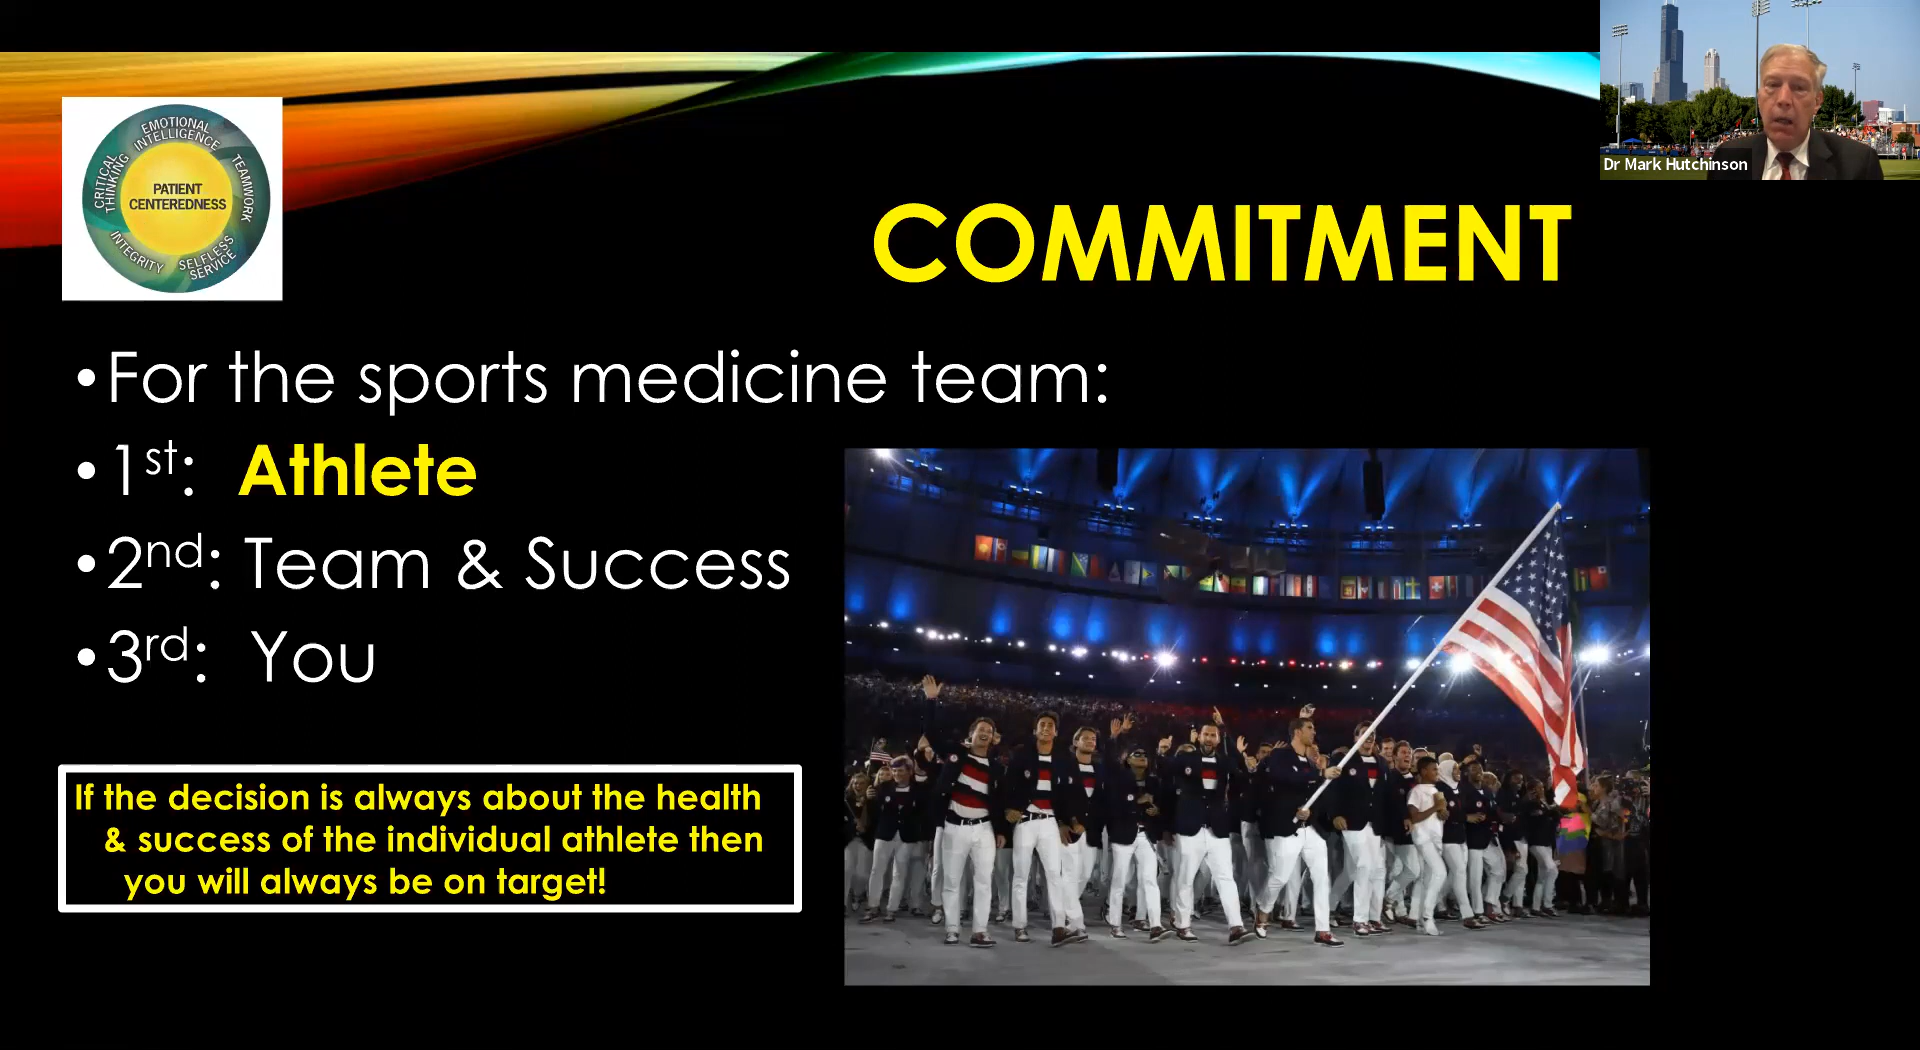 Dr Mark Hutchinson
EMOTIONAL
INTELLIGENCE
CRITICAL
THINKING
TEAMWORK
PATIENT
CENTEREDNESS
INTEGRITY
SELFLESS
SERVICE
COMMITMENT
•For the sports medicine team:
•1st: Athlete
•2nd: Team & Success
•3rd: You
If the decision is always about the health
& success of the individual athlete then
you will always be on target!